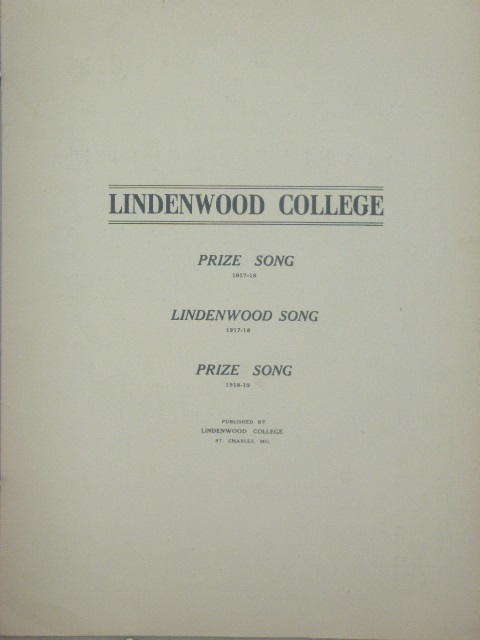 LINDENWOOD COLLEGE
PRIZE SONG
1917-18
LINDENWOOD SONG
1917-18
PRIZE SONG
1918-19
PUBLISHED BY
LINDENWOOD COLLEGE
ST. CHARLES, MO.